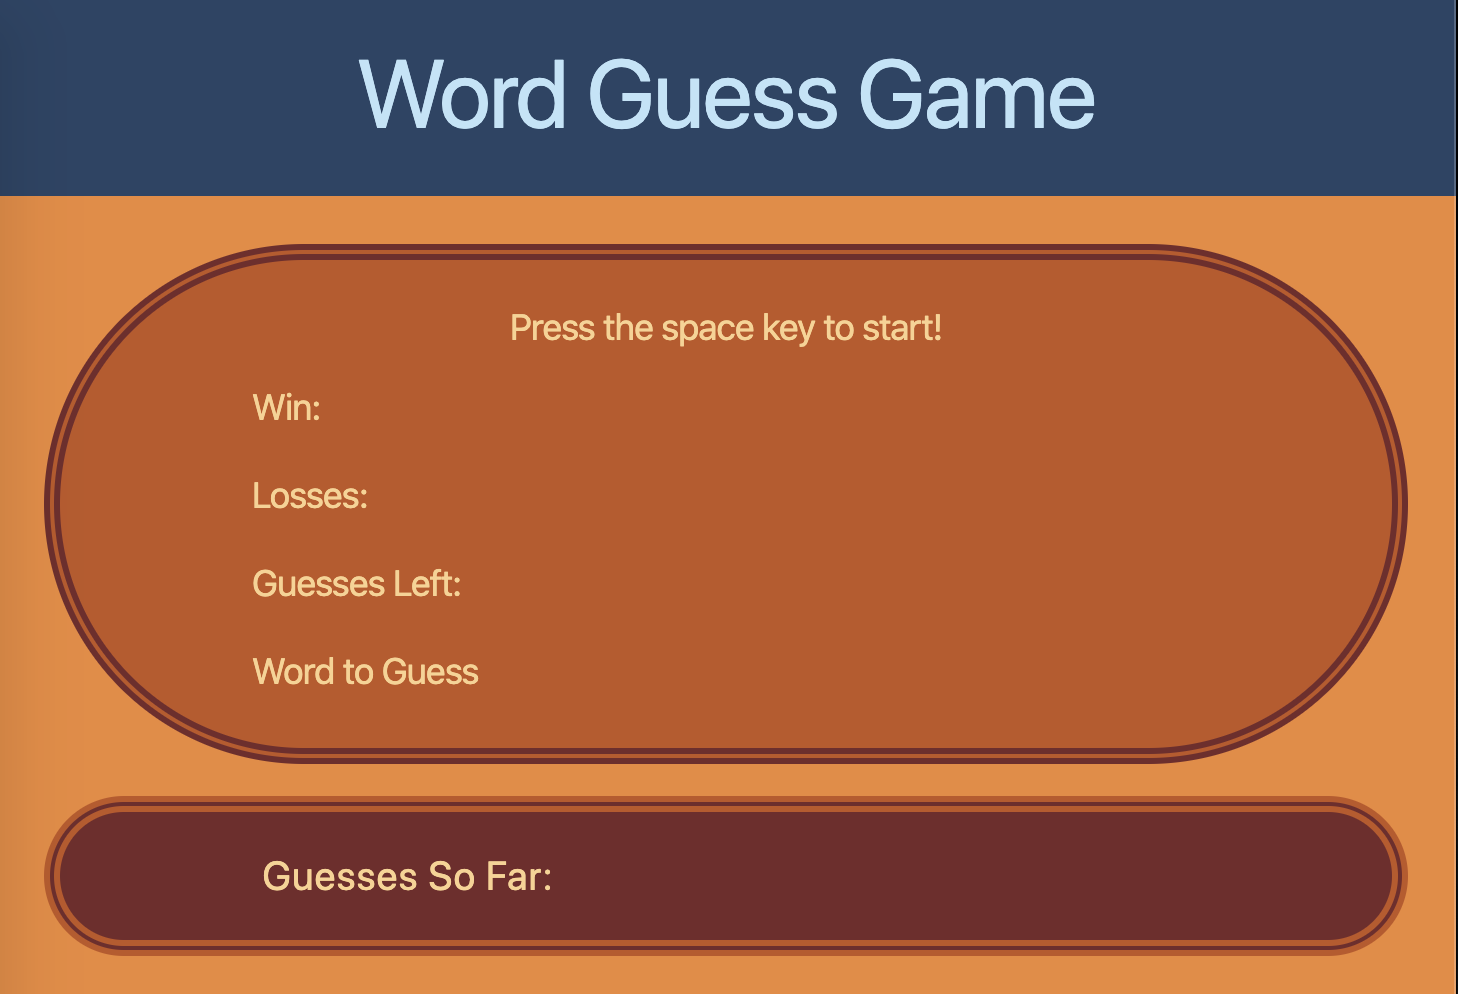 Word Guess Game
Press the space key to start!
Win:
Losses:
Guesses Left:
Word to Guess
Guesses So Far: